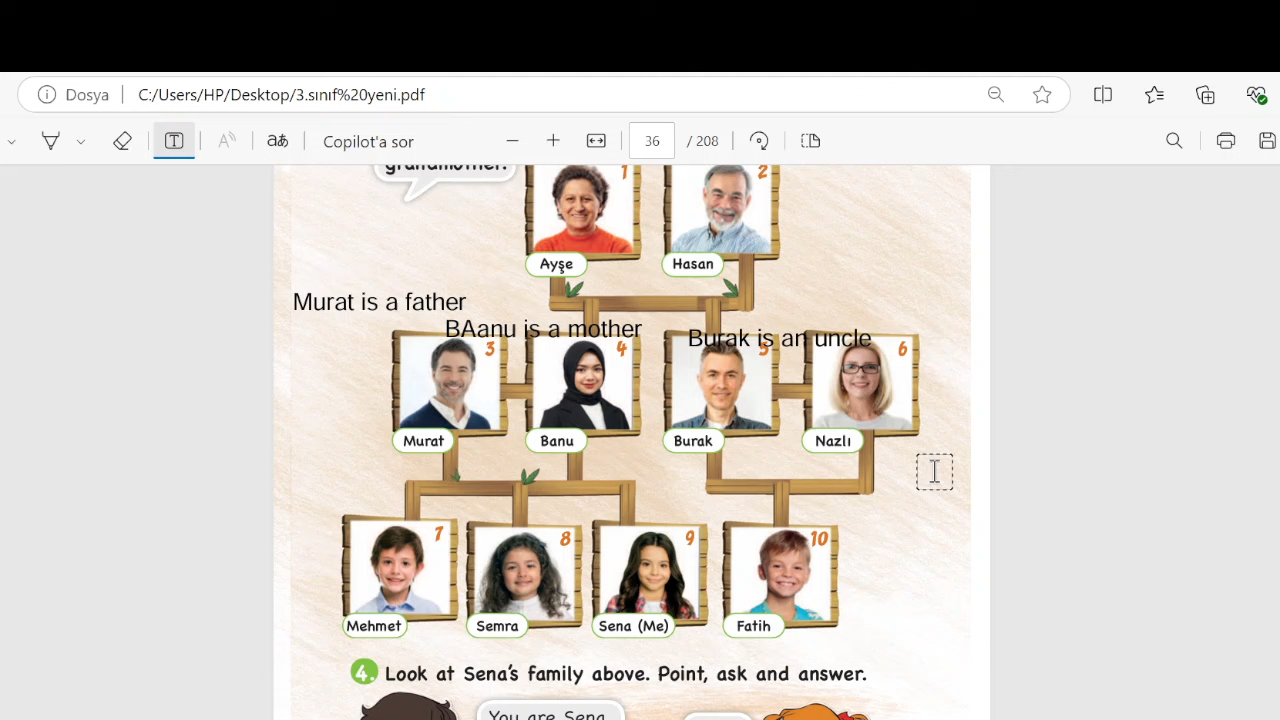 Dosya C:/Users/HP/Desktop/3.sınıf%20yeni.pdf
aあ Copilot'a sor 36 / 208
grandmother.
1 2
Ayşe Hasan
Murat is a father
BAanu is a mother
Burak is an uncle
3 4 5 6
Murat Banu Burak Nazlı
7 8 9 10
Mehmet Semra Sena (Me) Fatih
4. Look at Sena's family above. Point, ask and answer.
You are Sena